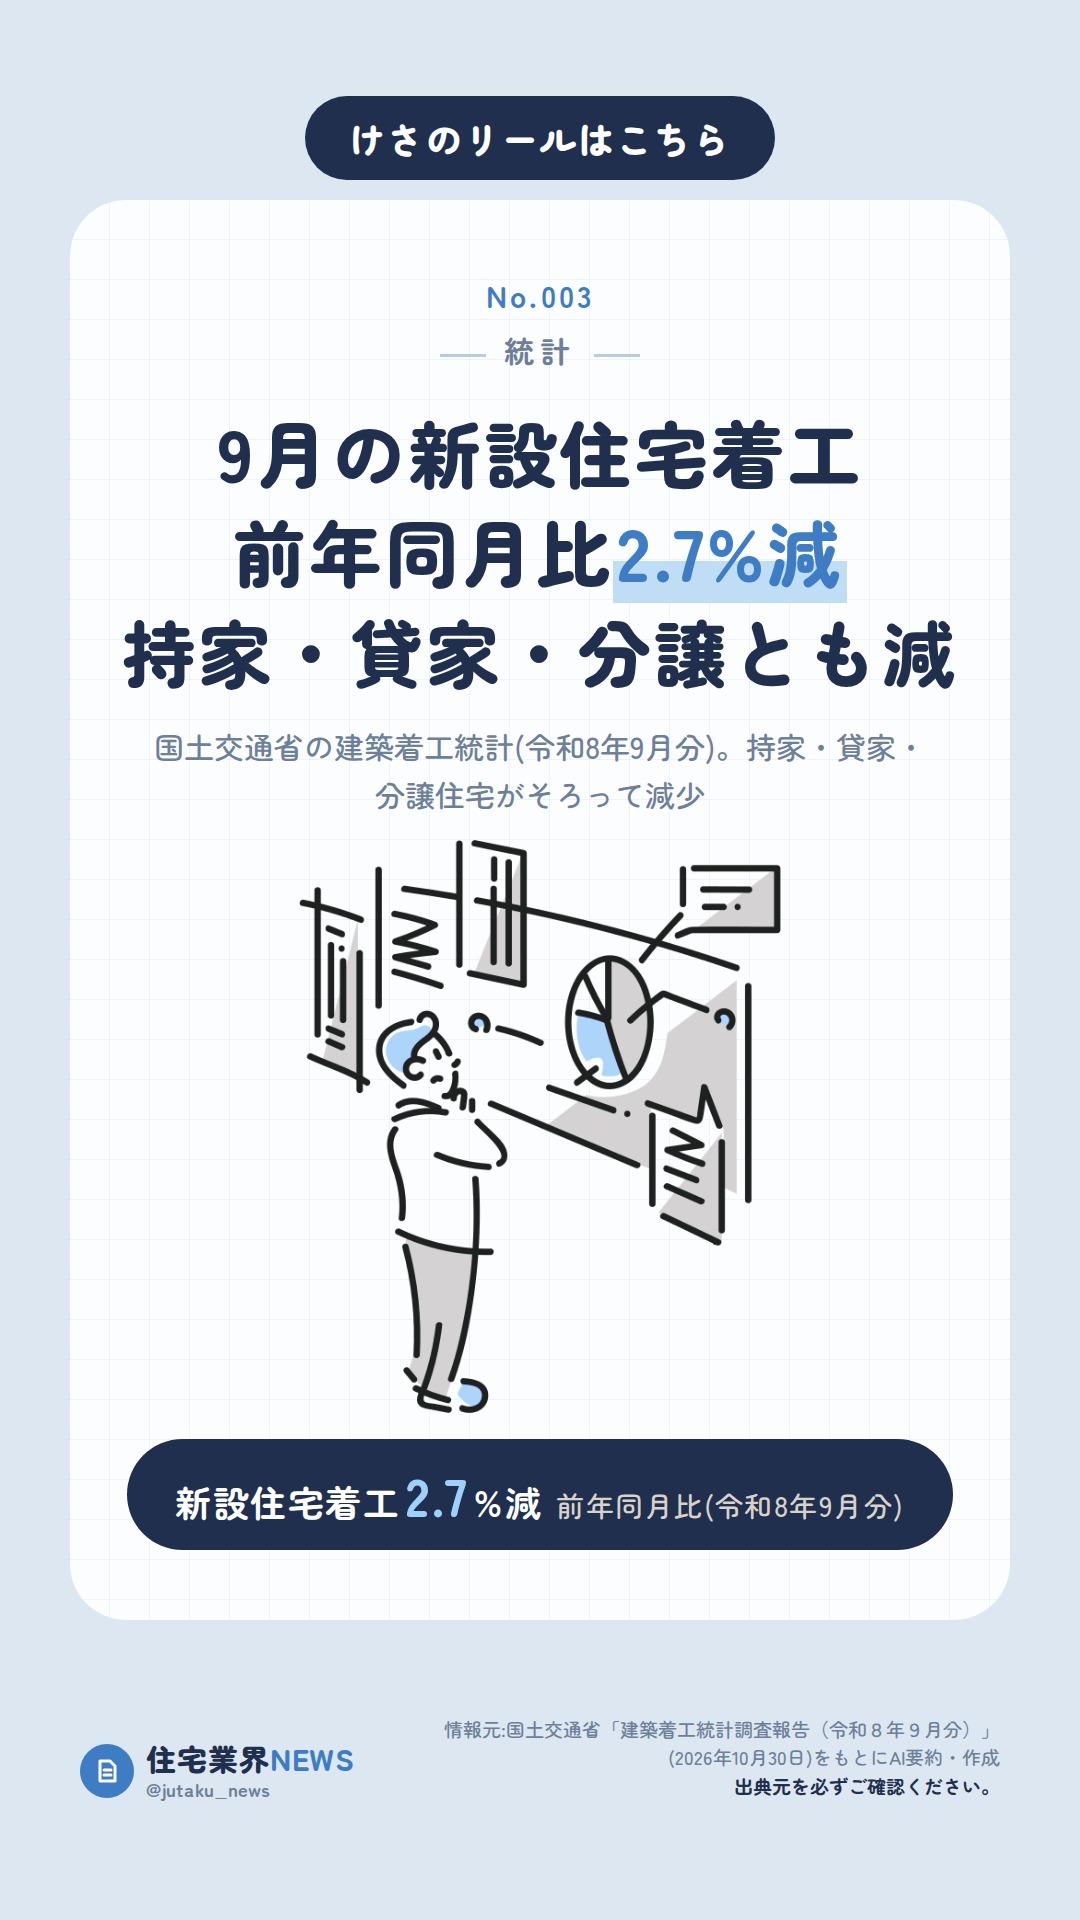 けさのリールはこちら
No.003
統計
9月の新設住宅着工
前年同月比2.7%減
持家・貸家・分譲とも減
国土交通省の建築着工統計(令和8年9月分)。持家・貸家・
分譲住宅がそろって減少
新設住宅着工2.7%減 前年同月比(令和8年9月分)
住宅業界NEWS
@jutaku_news
情報元:国土交通省「建築着工統計調査報告（令和８年９月分）」
(2026年10月30日)をもとにAI要約・作成
出典元を必ずご確認ください。